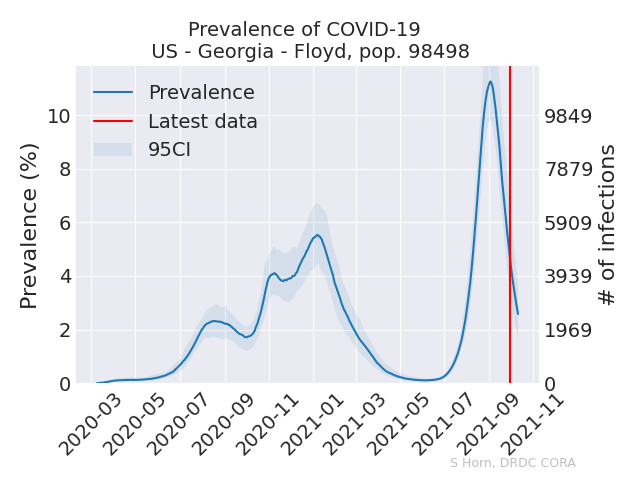 Prevalence of COVID-19
US - Georgia - Floyd, pop. 98498
Prevalence
Latest data
95CI
Prevalence (%)
10
8
6
4
2
0
9849
7879
5909
3939
1969
0
# of infections
2020-03
2020-05
2020-07
2020-09
2020-11
2021-01
2021-03
2021-05
2021-07
2021-09
2021-11
S Horn, DRDC CORA